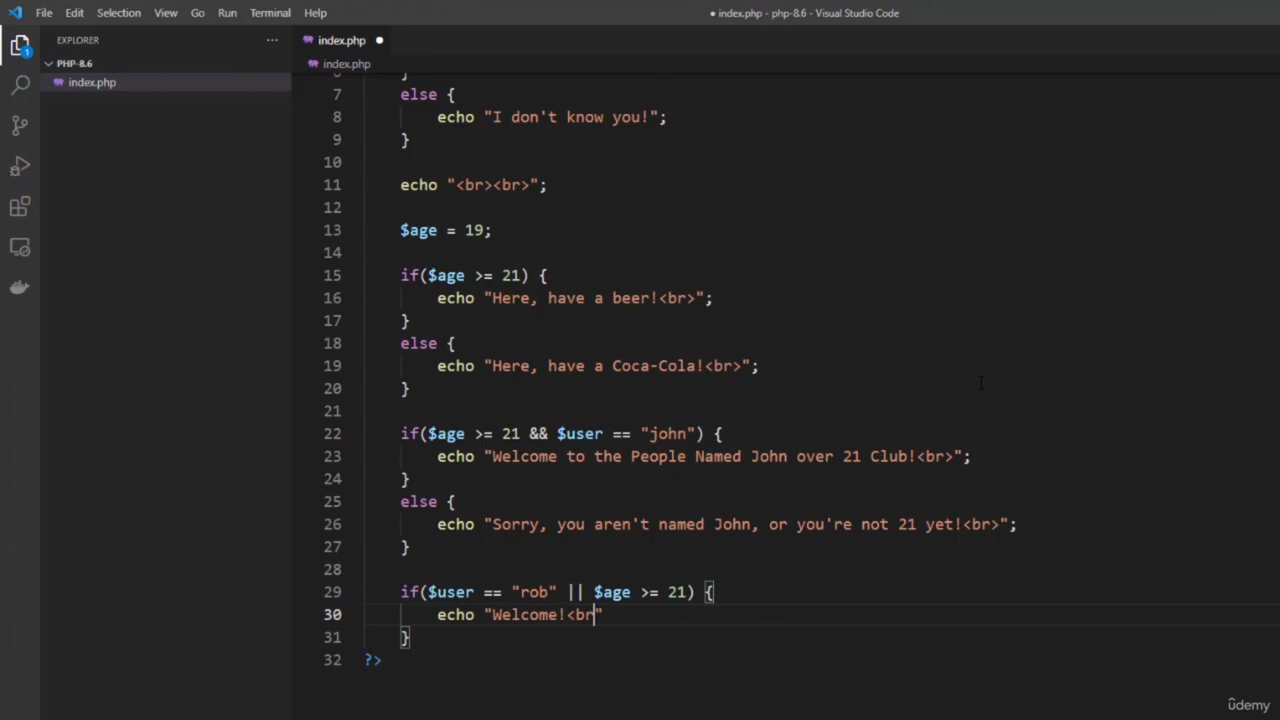 File Edit Selection View Go Run Terminal Help
● index.php - php-8.6 - Visual Studio Code
EXPLORER ···
index.php ●
PHP-8.6
index.php
1
index.php
7 else {
8 echo "I don't know you!";
9 }
10
11 echo "<br><br>";
12
13 $age = 19;
14
15 if($age >= 21) {
16 echo "Here, have a beer!<br>";
17 }
18 else {
19 echo "Here, have a Coca-Cola!<br>";
20 }
21
22 if($age >= 21 && $user == "john") {
23 echo "Welcome to the People Named John over 21 Club!<br>";
24 }
25 else {
26 echo "Sorry, you aren't named John, or you're not 21 yet!<br>";
27 }
28
29 if($user == "rob" || $age >= 21) {
30 echo "Welcome!<br"
31 }
32 ?>
ûdemy